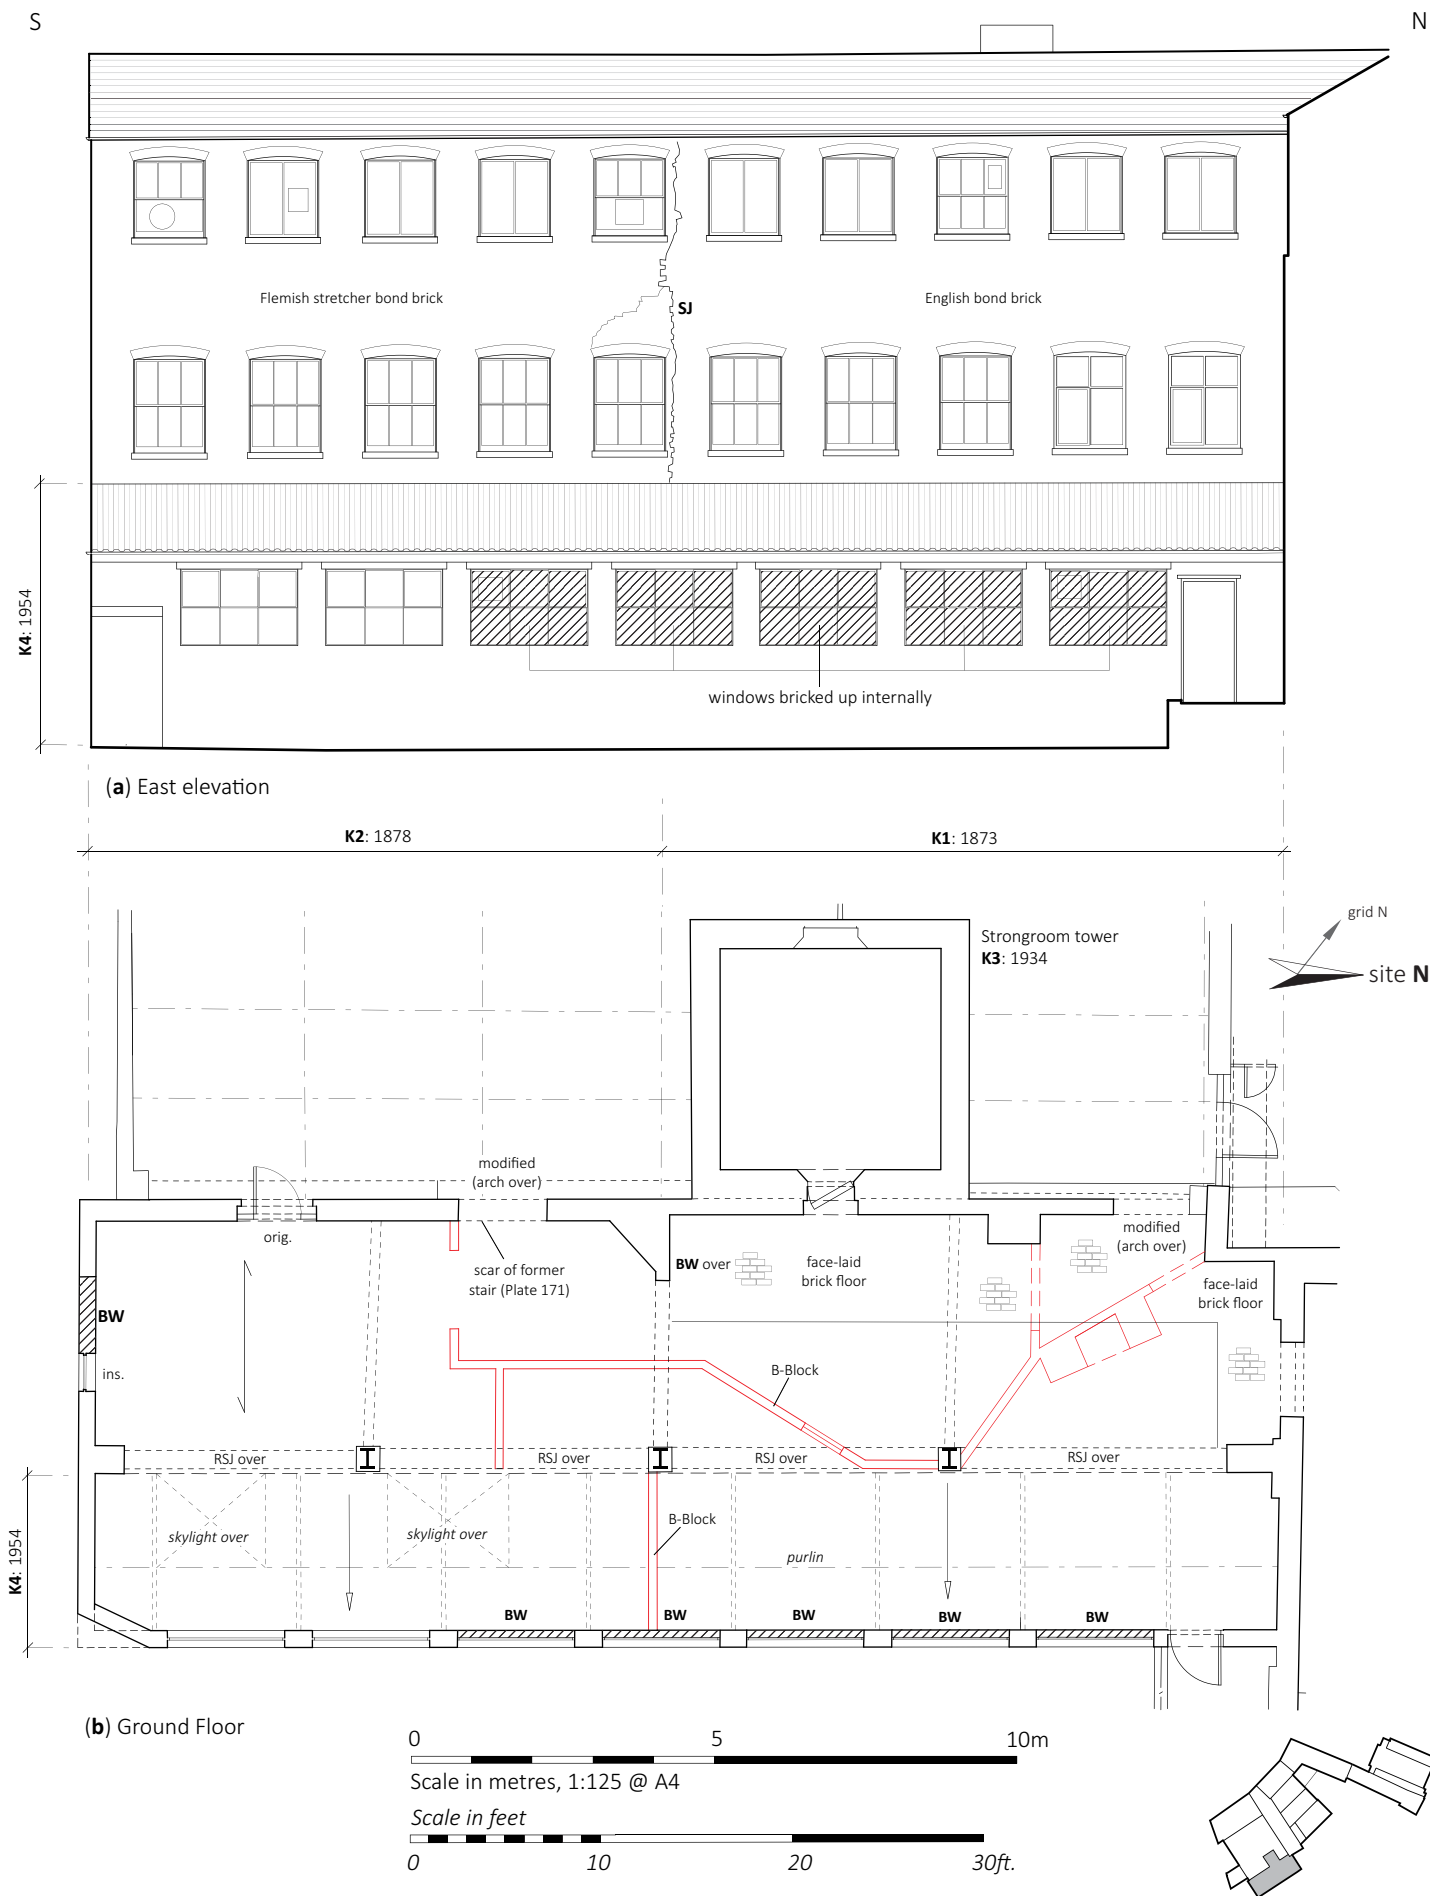 S
N
Flemish stretcher bond brick
English bond brick
SJ
K4: 1954
windows bricked up internally
(a) East elevation
K2: 1878
K1: 1873
Strongroom tower
K3: 1934
grid N
site N
modified
(arch over)
orig.
scar of former
stair (Plate 171)
BW over
face-laid
brick floor
modified
(arch over)
face-laid
brick floor
BW
ins.
B-Block
RSJ over
RSJ over
RSJ over
RSJ over
K4: 1954
skylight over
skylight over
B-Block
purlin
BW
BW
BW
BW
BW
(b) Ground Floor
0 5 10m
Scale in metres, 1:125 @ A4
Scale in feet
0 10 20 30ft.